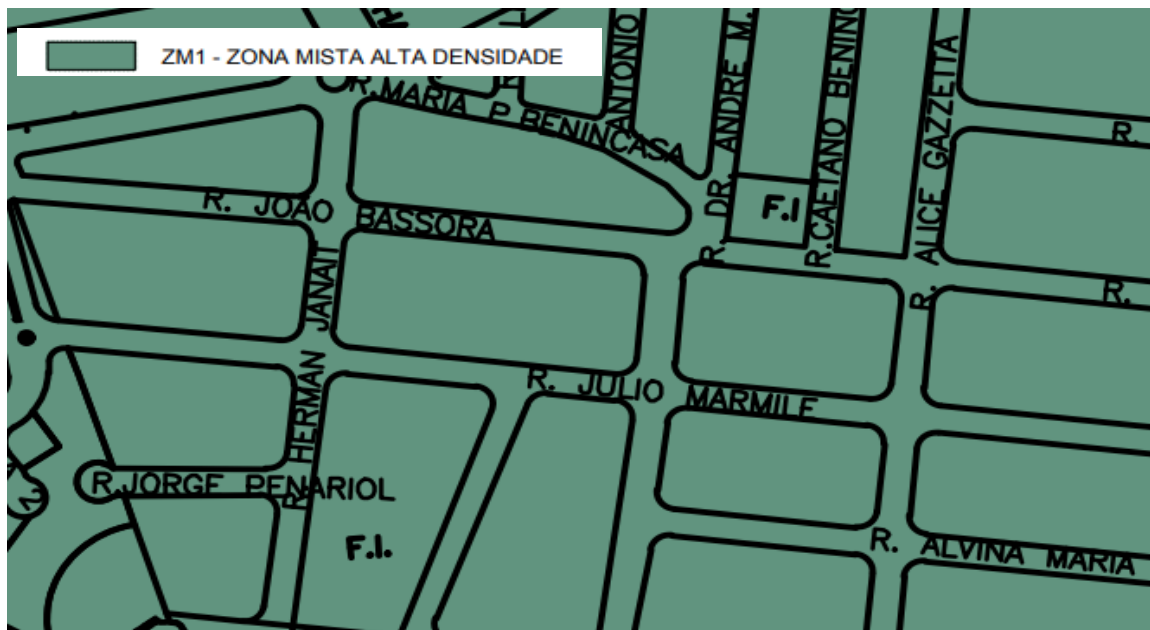 ZM1 - ZONA MISTA ALTA DENSIDADE
R. MARIA P. BENINCASA
ANTONIO
R. DR. ANDRE M.
R. CAETANO BENINC
R. ALICE GAZZETTA
R.
F.I
R. JOAO BASSORA
R. HERMAN JANAIT
R.
R. JULIO MARMILE
R. JORGE PENARIOL
F.I.
R. ALVINA MARIA